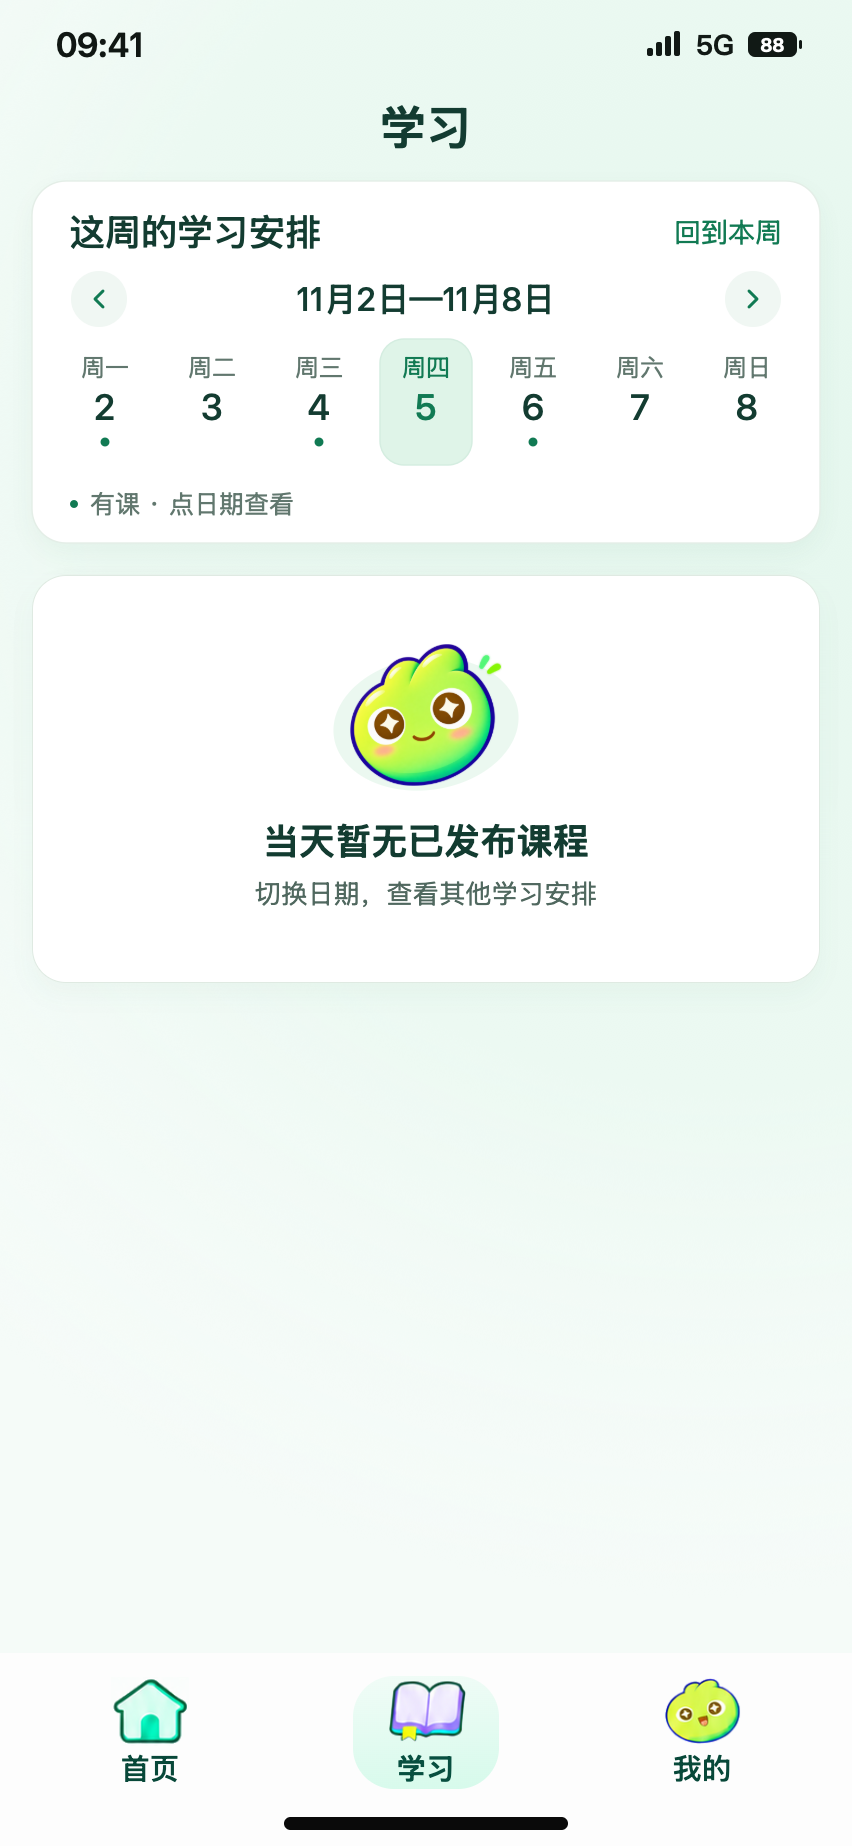 09:41
5G 88
学习
这周的学习安排
回到本周
11月2日—11月8日
周一 周二 周三 周四 周五 周六 周日
2 3 4 5 6 7 8
• 有课 · 点日期查看
当天暂无已发布课程
切换日期，查看其他学习安排
首页 学习 我的